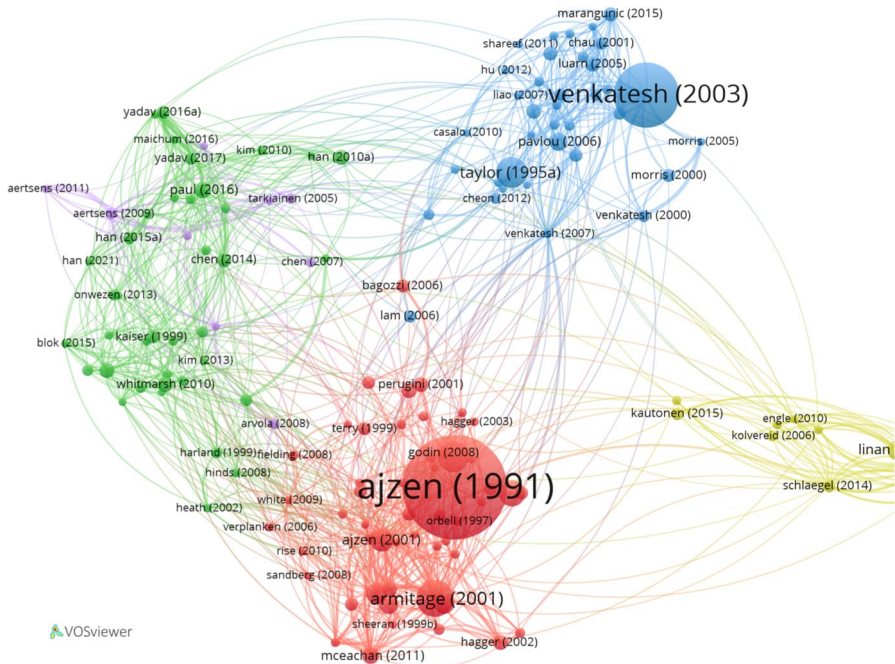 marangunic (2015)
shareef (2011)
chau (2001)
luarn (2005)
hu (2012)
liao (2007)
venkatesh (2003)
yadav (2016a)
casalo (2010)
pavlou (2006)
morris (2005)
maichum (2016)
kim (2010)
yadav (2017)
han (2010a)
taylor (1995a)
morris (2000)
aertsens (2011)
paul (2016)
tarkiainen (2005)
cheon (2012)
aertsens (2009)
venkatesh (2000)
han (2015a)
venkatesh (2007)
han (2021)
chen (2014)
chen (2007)
onwezen (2013)
bagozzi (2006)
lam (2006)
kaiser (1999)
blok (2015)
kim (2013)
whitmarsh (2010)
perugini (2001)
arvola (2008)
hagger (2003)
kautonen (2015)
engle (2010)
terry (1999)
kolvereid (2006)
harland (1999)
fielding (2008)
godin (2008)
linan
hinds (2008)
ajzen (1991)
schlaegel (2014)
white (2009)
heath (2002)
orbell (1997)
verplanken (2006)
ajzen (2001)
rise (2010)
sandberg (2008)
armitage (2001)
sheeran (1999b)
hagger (2002)
mceachan (2011)
VOSviewer